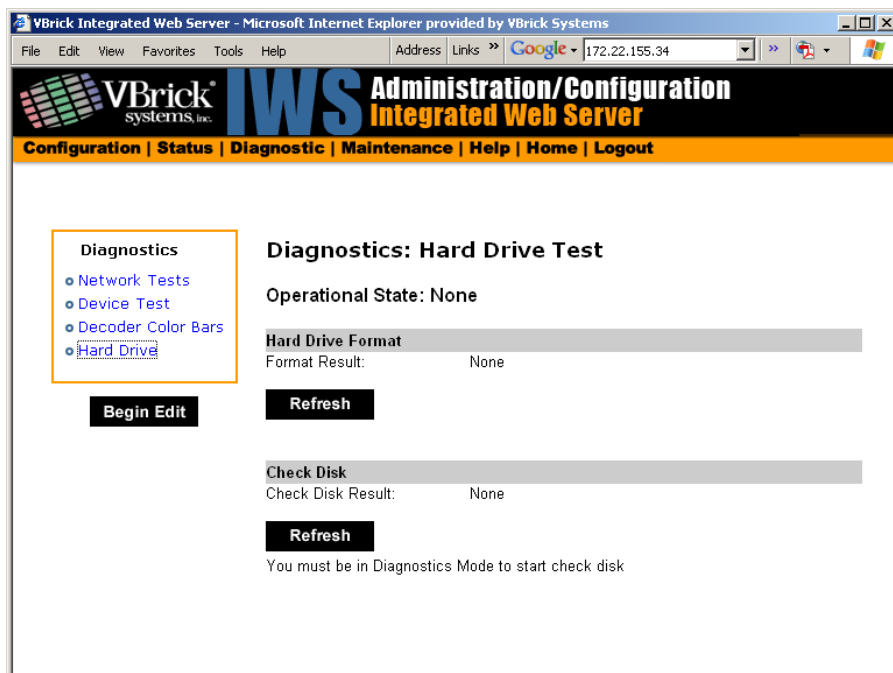 VBrick Integrated Web Server - Microsoft Internet Explorer provided by VBrick Systems
File Edit View Favorites Tools Help Address Links » Google 172.22.155.34 »
VBrick systems, inc. IWS Administration/Configuration
Integrated Web Server
Configuration | Status | Diagnostic | Maintenance | Help | Home | Logout
Diagnostics
Network Tests
Device Test
Decoder Color Bars
Hard Drive
Begin Edit
Diagnostics: Hard Drive Test
Operational State: None
Hard Drive Format
Format Result: None
Refresh
Check Disk
Check Disk Result: None
Refresh
You must be in Diagnostics Mode to start check disk